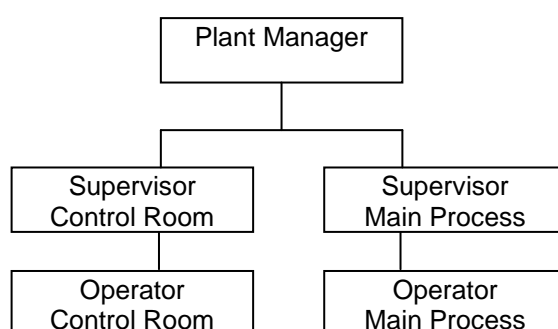 Plant Manager
Supervisor
Control Room
Supervisor
Main Process
Operator
Control Room
Operator
Main Process